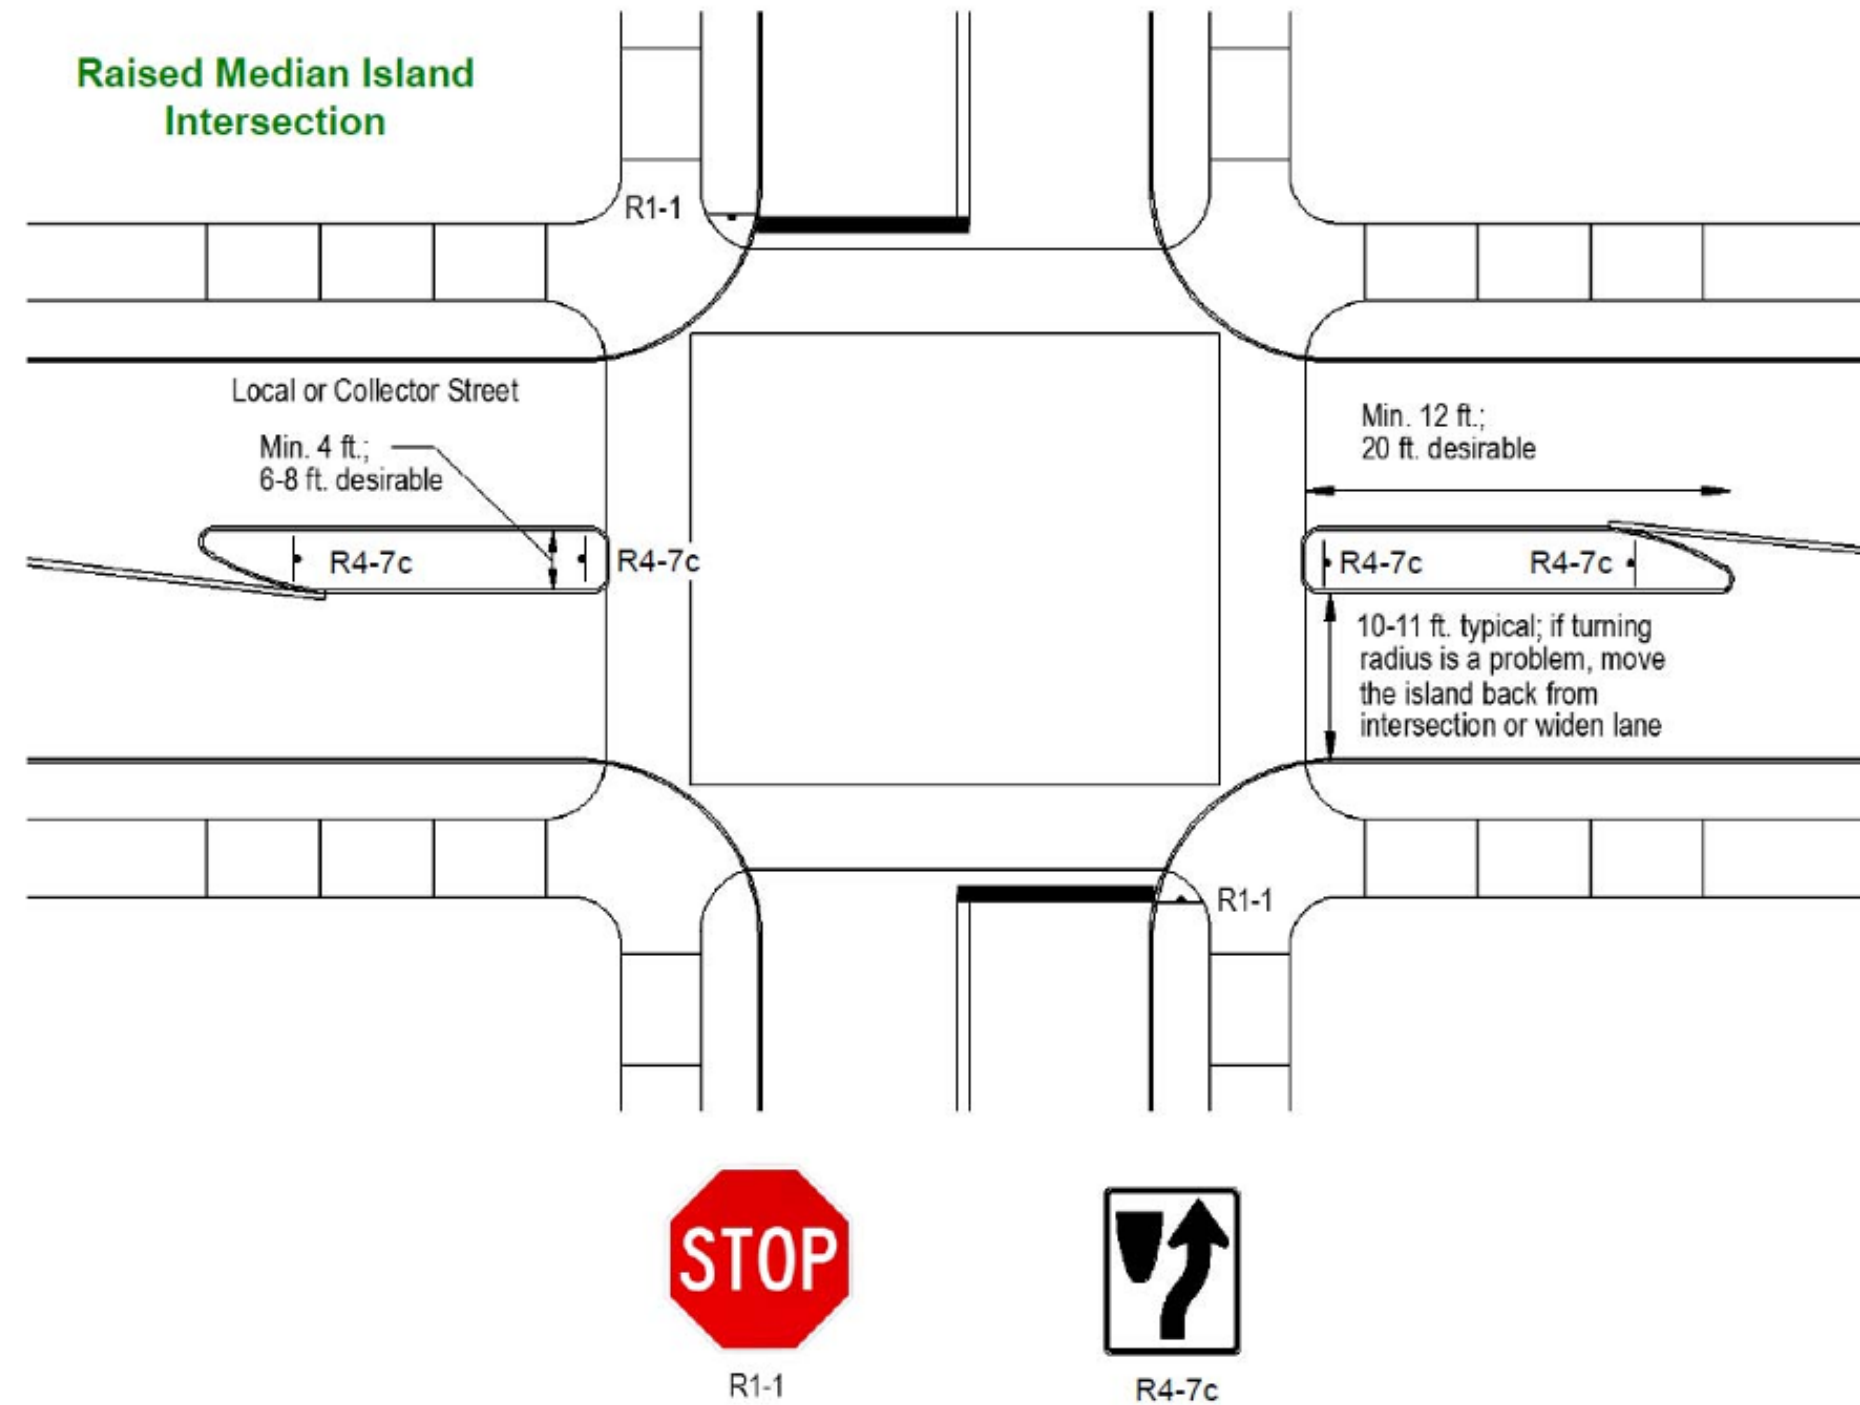 Raised Median Island
Intersection
R1-1
Local or Collector Street
Min. 4 ft.;
6-8 ft. desirable
Min. 12 ft.;
20 ft. desirable
R4-7c
R4-7c
R4-7c
R4-7c
10-11 ft. typical; if turning
radius is a problem, move
the island back from
intersection or widen lane
R1-1
STOP
R1-1
R4-7c